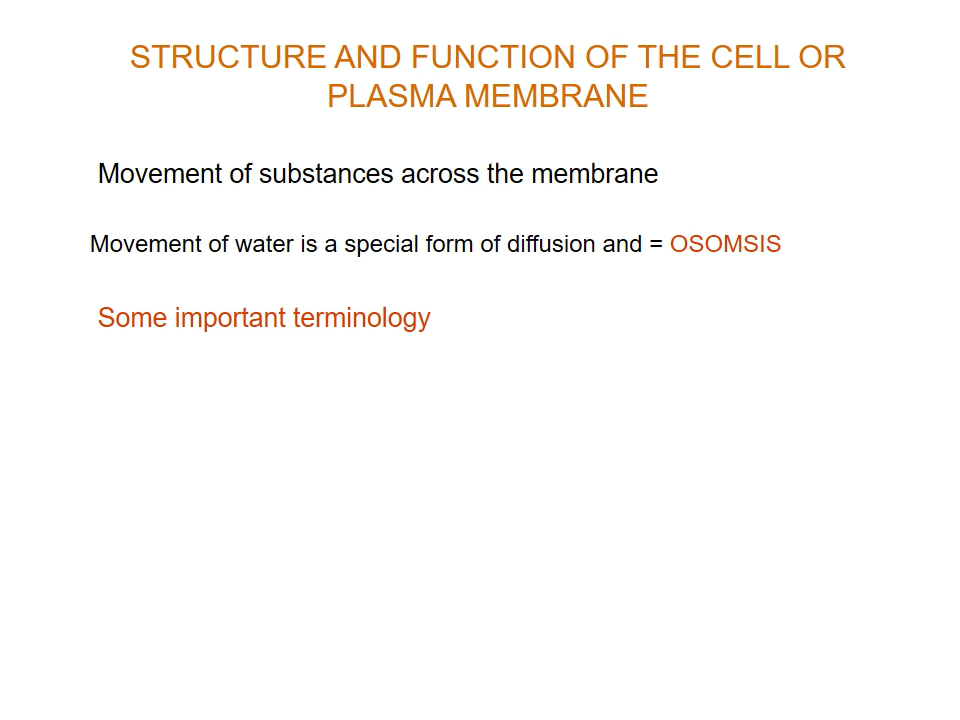 STRUCTURE AND FUNCTION OF THE CELL OR
PLASMA MEMBRANE
Movement of substances across the membrane
Movement of water is a special form of diffusion and = OSOMSIS
Some important terminology